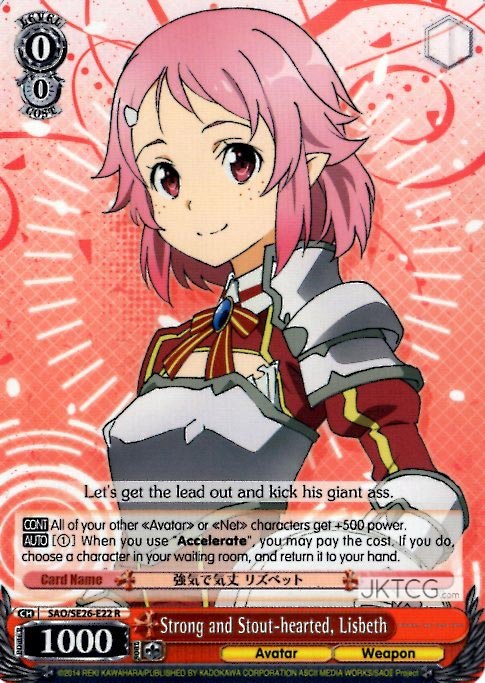 LEVEL
0
0
COST
Let's get the lead out and kick his giant ass.
CONT All of your other «Avatar» or «Net» characters get +500 power.
AUTO [①] When you use "Accelerate", you may pay the cost. If you do,
choose a character in your waiting room, and return it to your hand.
Card Name 強気で気丈 リズベット
JKTCG.com
CH SAO/SE26-E22 R
POWER 1000 SOUL Strong and Stout-hearted, Lisbeth
Avatar Weapon
©2014 REKI KAWAHARA/PUBLISHED BY KADOKAWA CORPORATION ASCII MEDIA WORKS/SAOⅡ Project